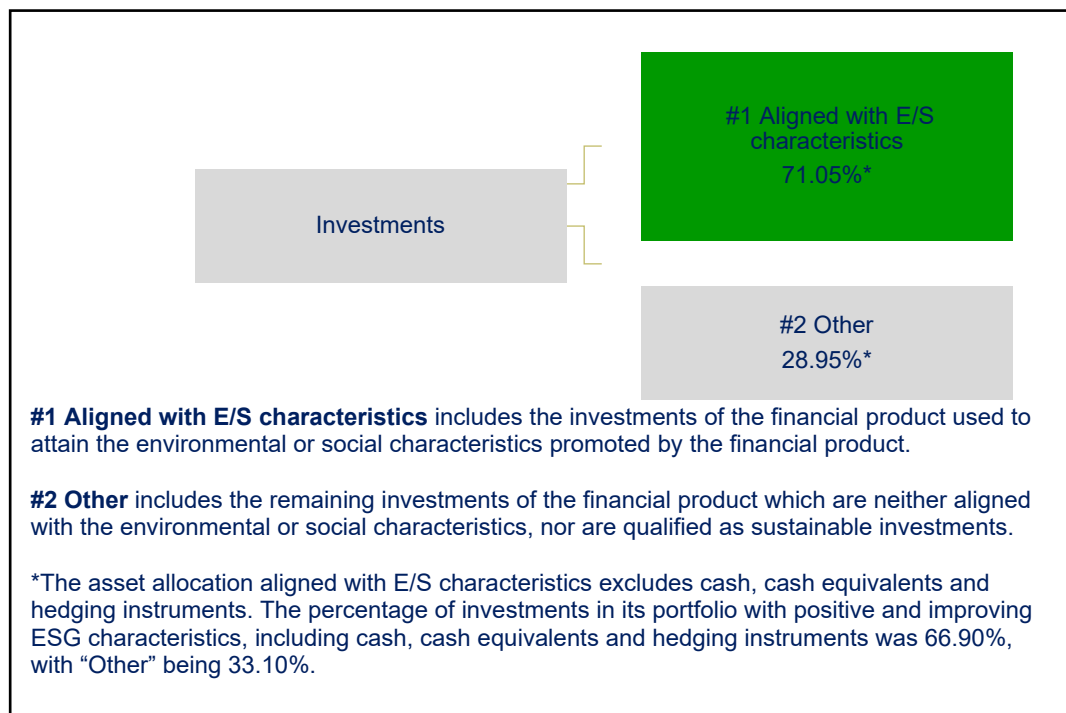 #1 Aligned with E/S
characteristics
71.05%*
Investments
#2 Other
28.95%*
#1 Aligned with E/S characteristics includes the investments of the financial product used to
attain the environmental or social characteristics promoted by the financial product.
#2 Other includes the remaining investments of the financial product which are neither aligned
with the environmental or social characteristics, nor are qualified as sustainable investments.
*The asset allocation aligned with E/S characteristics excludes cash, cash equivalents and
hedging instruments. The percentage of investments in its portfolio with positive and improving
ESG characteristics, including cash, cash equivalents and hedging instruments was 66.90%,
with “Other” being 33.10%.